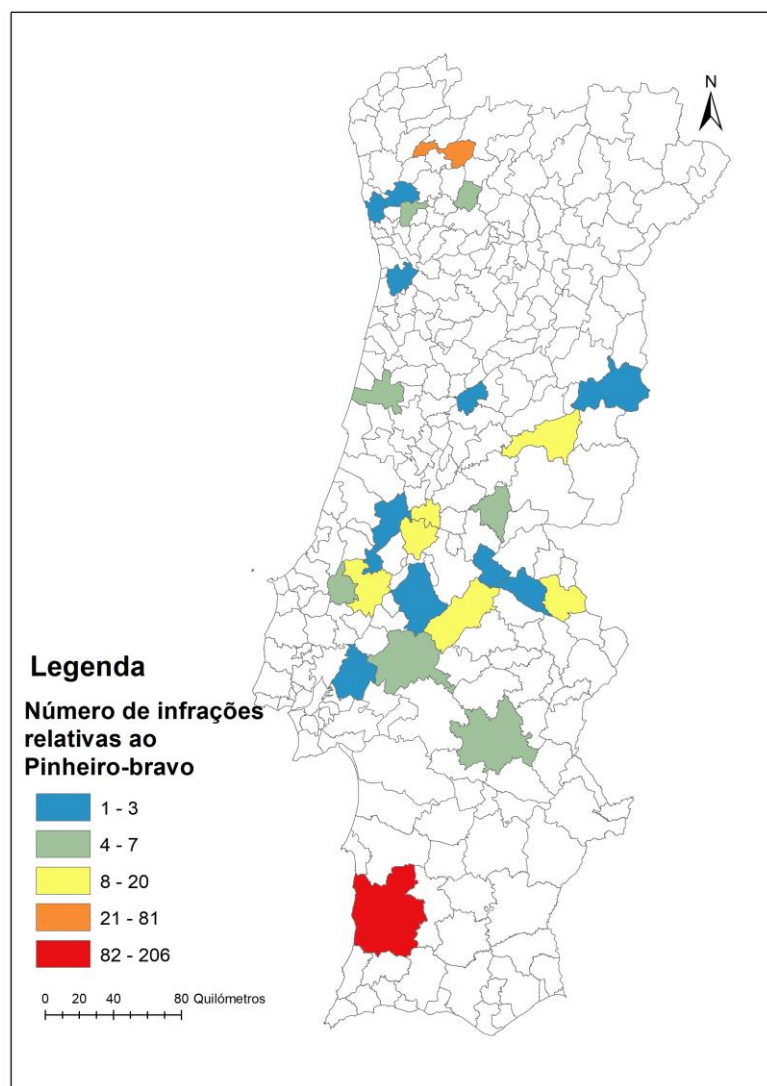 N
Legenda
Número de infrações
relativas ao
Pinheiro-bravo
1 - 3
4 - 7
8 - 20
21 - 81
82 - 206
0 20 40 80 Quilómetros